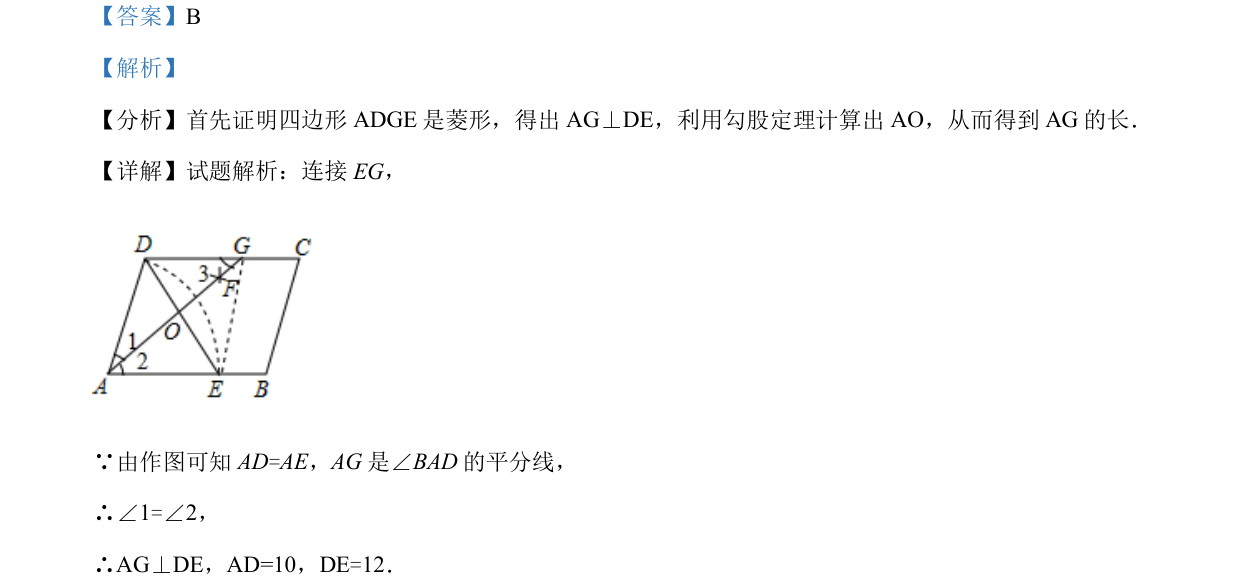 【答案】B
【解析】
【分析】首先证明四边形 ADGE 是菱形，得出 AG⊥DE，利用勾股定理计算出 AO，从而得到 AG 的长．
【详解】试题解析：连接 EG，
D G C
3
F
O
1
2
A E B
∵由作图可知 AD=AE，AG 是∠BAD 的平分线，
∴∠1=∠2，
∴AG⊥DE，AD=10，DE=12．